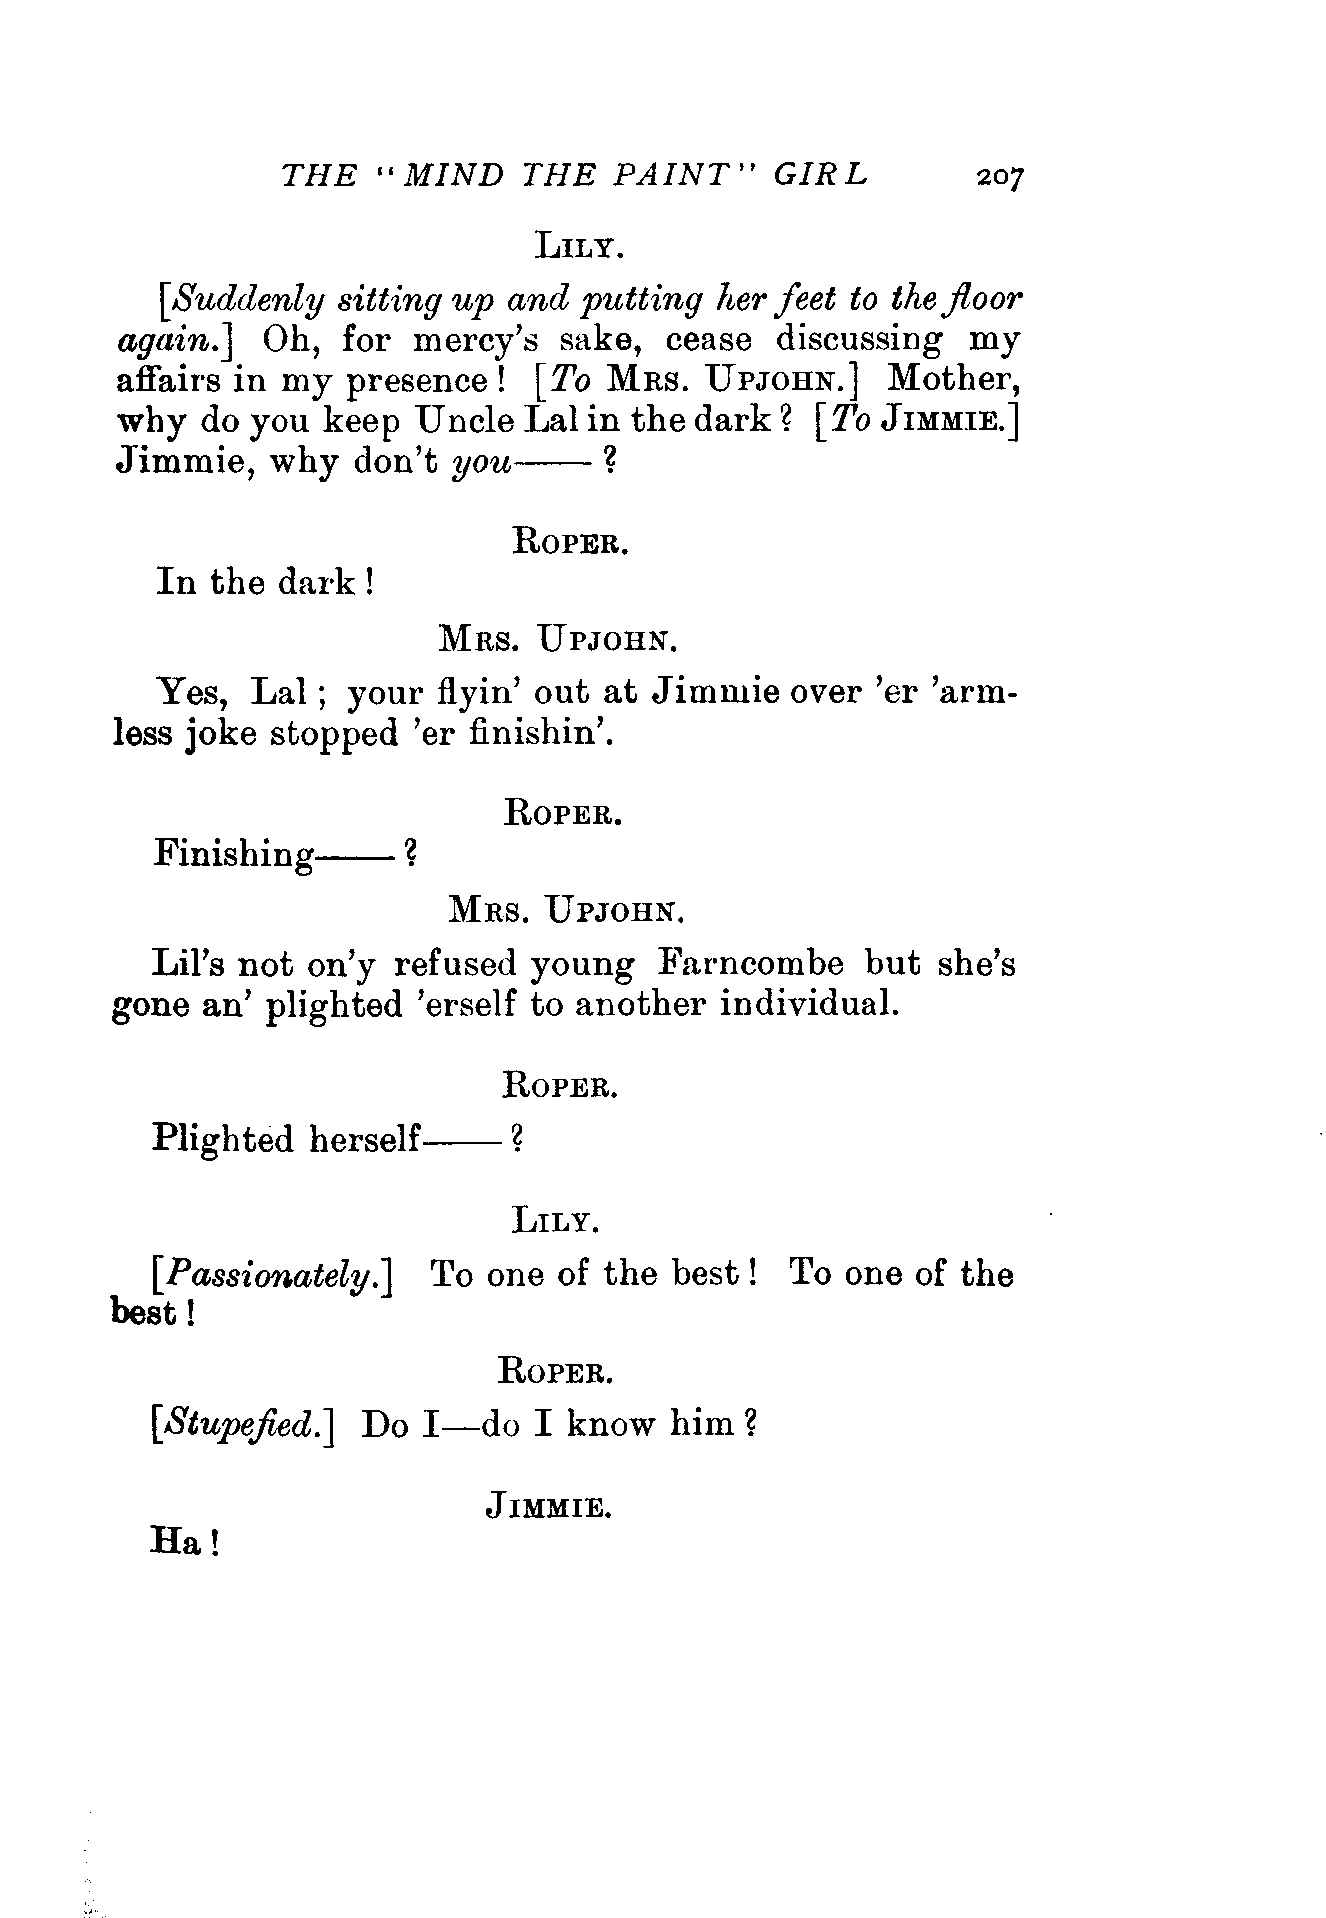 THE "MIND THE PAINT" GIRL 207
LILY.
[Suddenly sitting up and putting her feet to the floor
again.] Oh, for mercy's sake, cease discussing my
affairs in my presence! [To MRS. UPJOHN.] Mother,
why do you keep Uncle Lal in the dark? [To JIMMIE.]
Jimmie, why don't you—— ?
ROPER.
In the dark!
MRS. UPJOHN.
Yes, Lal; your flyin' out at Jimmie over 'er 'arm-
less joke stopped 'er finishin'.
ROPER.
Finishing—— ?
MRS. UPJOHN.
Lil's not on'y refused young Farncombe but she's
gone an' plighted 'erself to another individual.
ROPER.
Plighted herself—— ?
LILY.
[Passionately.] To one of the best! To one of the
best!
ROPER.
[Stupefied.] Do I—do I know him?
JIMMIE.
Ha!